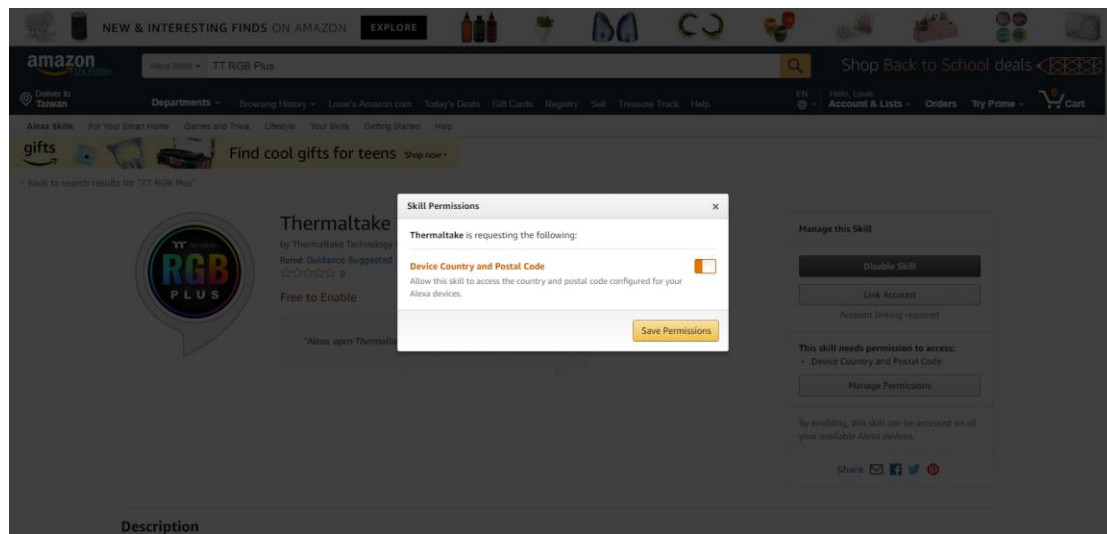 NEW & INTERESTING FINDS ON AMAZON EXPLORE
amazon
Try Prime
Alexa Skills
TT RGB Plus
Shop Back to School deals
Deliver to
Taiwan
Departments
Browsing History
Louie's Amazon.com
Today's Deals
Gift Cards
Registry
Sell
Treasure Truck
Help
EN
Hello, Louie
Account & Lists
Orders
Try Prime
0
Cart
Alexa Skills
For Your Smart Home
Games and Trivia
Lifestyle
Your Skills
Getting Started
Help
gifts
Find cool gifts for teens Shop now ›
‹ Back to search results for "TT RGB Plus"
RGB
PLUS
Thermaltake
by Thermaltake Technology
Rated: Guidance Suggested
0
Free to Enable
"Alexa, open
Skill Permissions
×
Thermaltake is requesting the following:
Device Country and Postal Code
Allow this skill to access the country and postal code configured for your
Alexa devices.
Save Permissions
Manage this Skill
Disable Skill
Link Account
Account linking required
This skill needs permission to access:
• Device Country and Postal Code
Manage Permissions
By enabling, this skill can be accessed on all
your available Alexa devices.
Share
Description